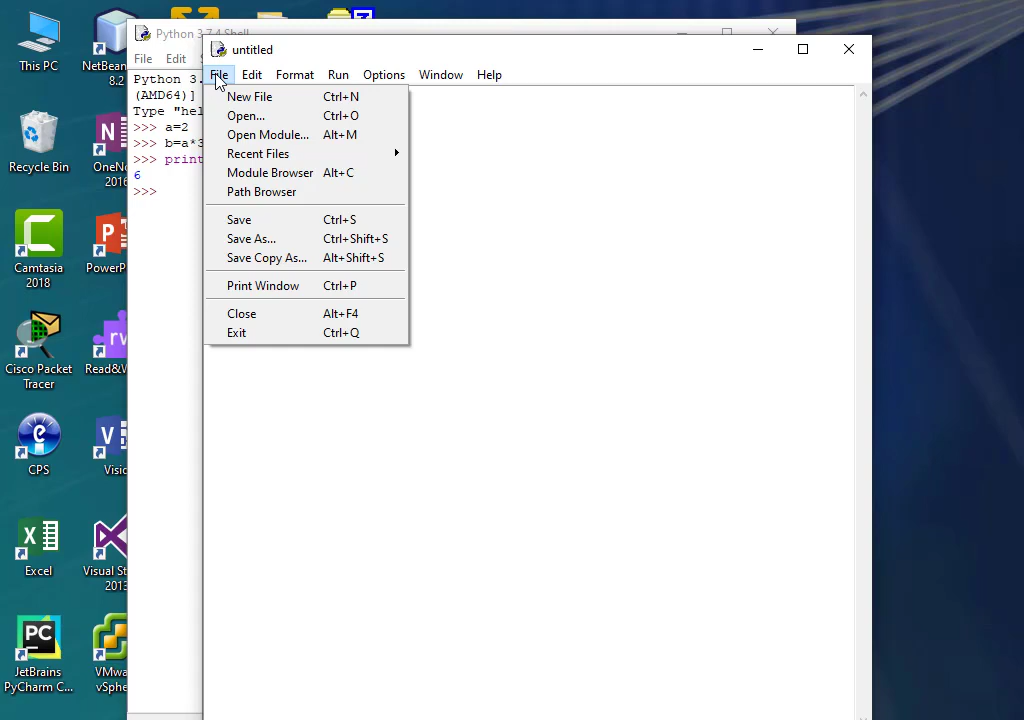 This PC
NetBean
8.2
Recycle Bin
OneNo
2016
Camtasia
2018
PowerP
Cisco Packet
Tracer
Read&W
CPS
Visio
Excel
Visual St
2013
JetBrains
PyCharm C...
VMwa
vSphe
Python 3.7.4 Shell
File Edit
Python 3.
(AMD64)]
Type "hel
>>> a=2
>>> b=a*3
>>> print
6
>>>
untitled
File Edit Format Run Options Window Help
New File Ctrl+N
Open... Ctrl+O
Open Module... Alt+M
Recent Files
Module Browser Alt+C
Path Browser
Save Ctrl+S
Save As... Ctrl+Shift+S
Save Copy As... Alt+Shift+S
Print Window Ctrl+P
Close Alt+F4
Exit Ctrl+Q